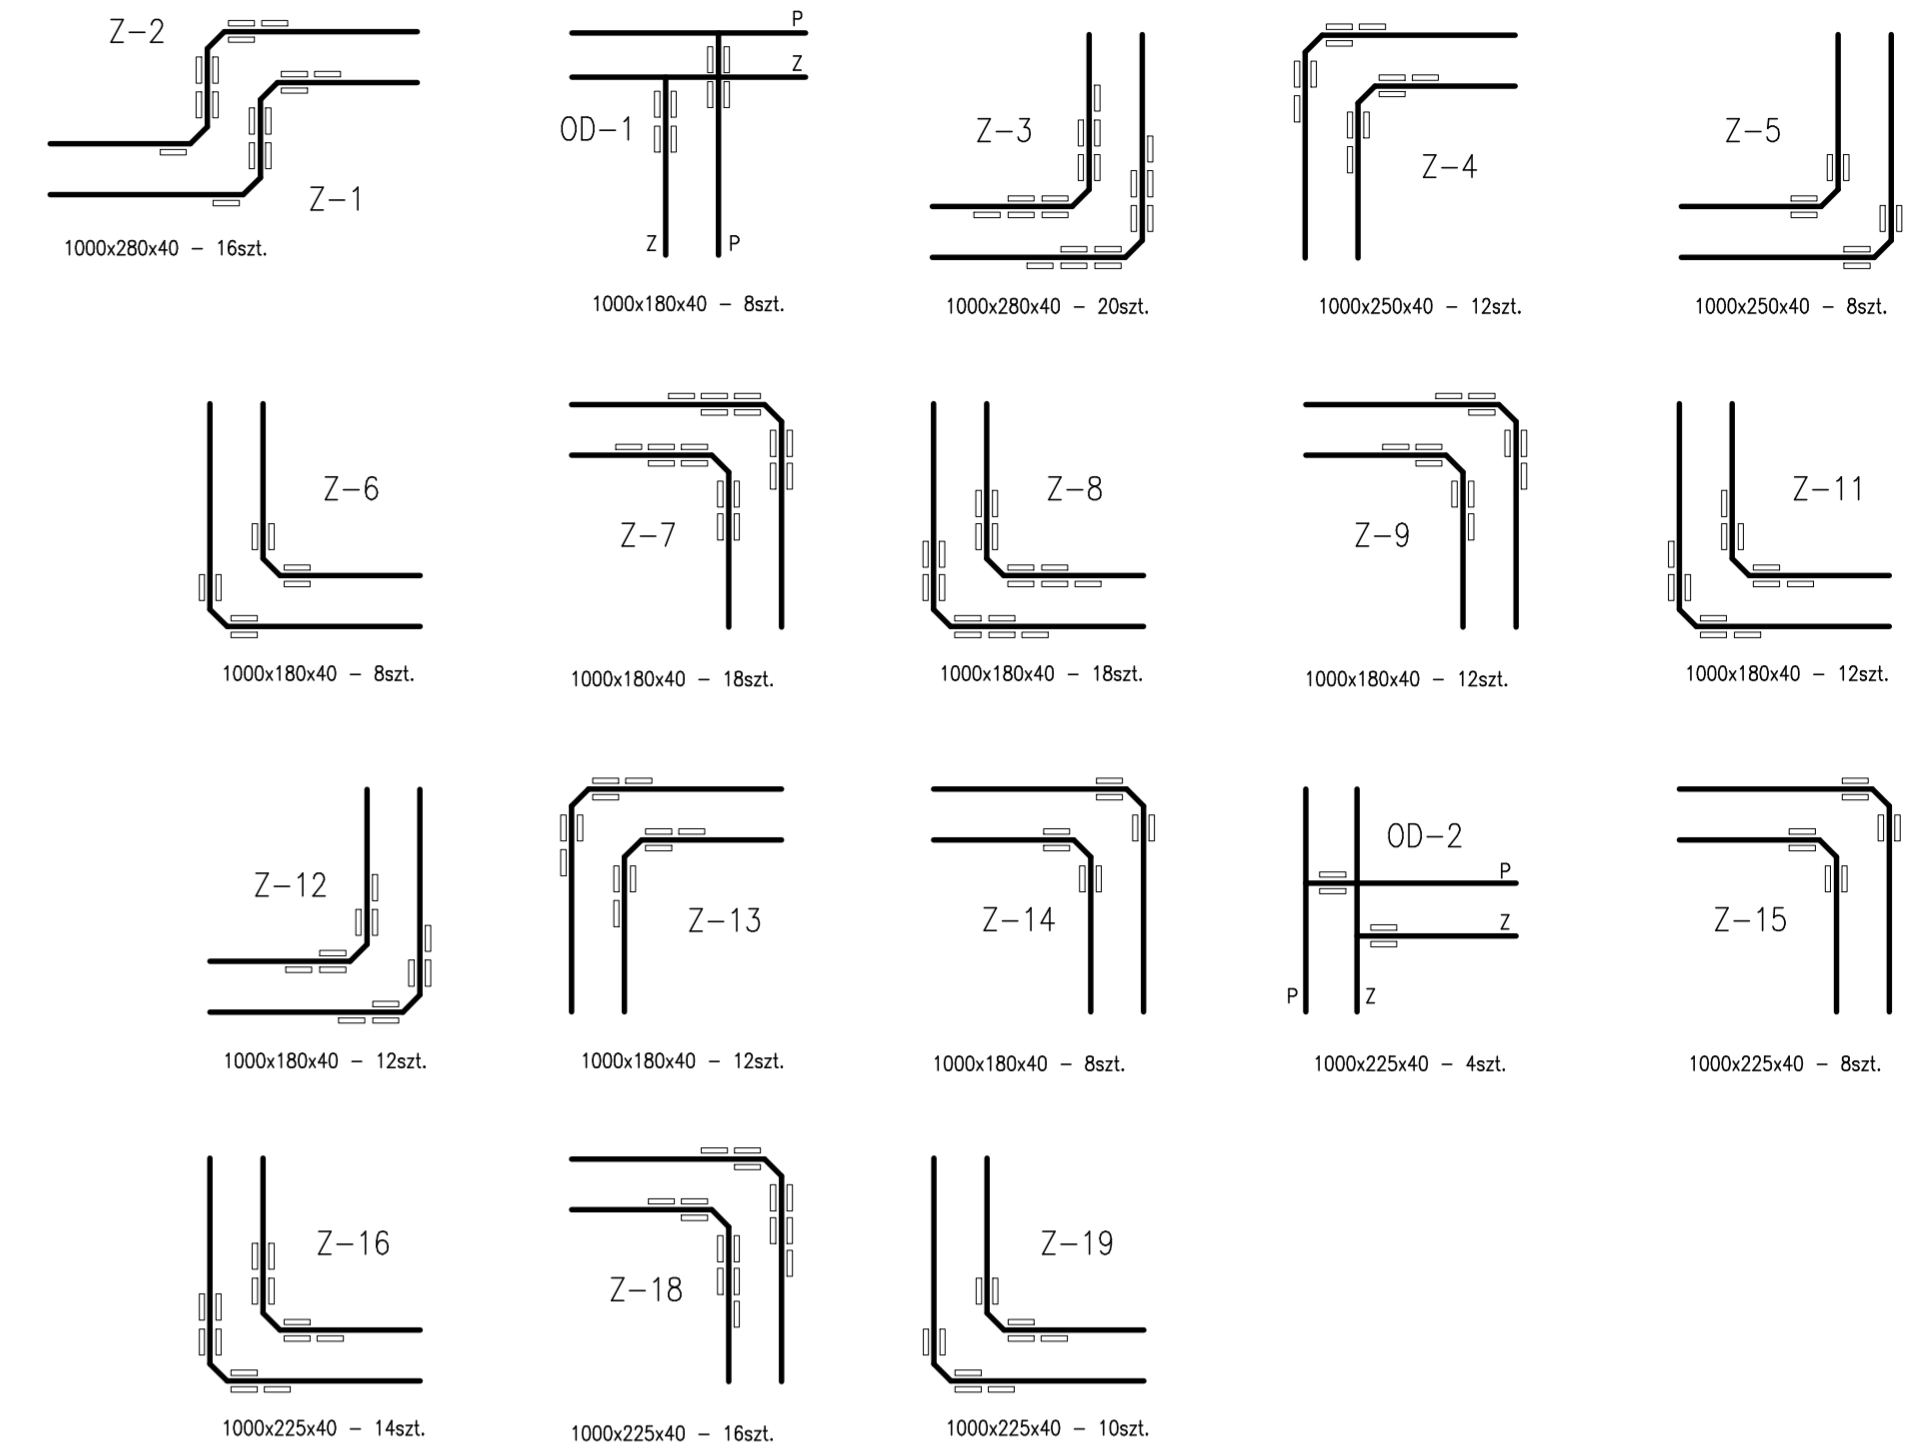 Z-2
Z-1
1000x280x40 - 16szt.
P
Z
OD-1
Z
P
1000x180x40 - 8szt.
Z-3
1000x280x40 - 20szt.
Z-4
1000x250x40 - 12szt.
Z-5
1000x250x40 - 8szt.
Z-6
1000x180x40 - 8szt.
Z-7
1000x180x40 - 18szt.
Z-8
1000x180x40 - 18szt.
Z-9
1000x180x40 - 12szt.
Z-11
1000x180x40 - 12szt.
Z-12
1000x180x40 - 12szt.
Z-13
1000x180x40 - 12szt.
Z-14
1000x180x40 - 8szt.
OD-2
P
Z
P
Z
1000x225x40 - 4szt.
Z-15
1000x225x40 - 8szt.
Z-16
1000x225x40 - 14szt.
Z-18
1000x225x40 - 16szt.
Z-19
1000x225x40 - 10szt.